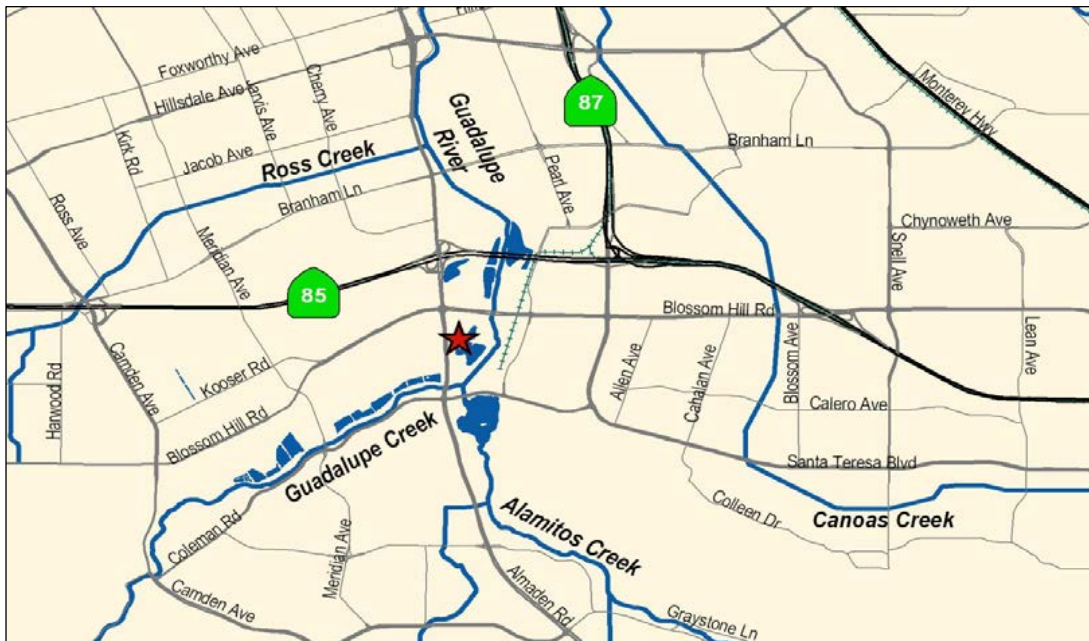 Foxworthy Ave
Hillsdale Ave
Jarvis Ave
Cherry Ave
Kirk Rd
Jacob Ave
Ross Creek
Guadalupe
River
87
Monterey Hwy
Branham Ln
Pearl Ave
Branham Ln
Ross Ave
Meridian Ave
Chynoweth Ave
Snell Ave
85
Blossom Hill Rd
Lean Ave
Blossom Ave
Allen Ave
Cahalan Ave
Calero Ave
Camden Ave
Kooser Rd
Harwood Rd
Blossom Hill Rd
Guadalupe Creek
Santa Teresa Blvd
Colleen Dr
Canoas Creek
Coleman Rd
Meridian Ave
Alamitos Creek
Almaden Rd
Camden Ave
Graystone Ln